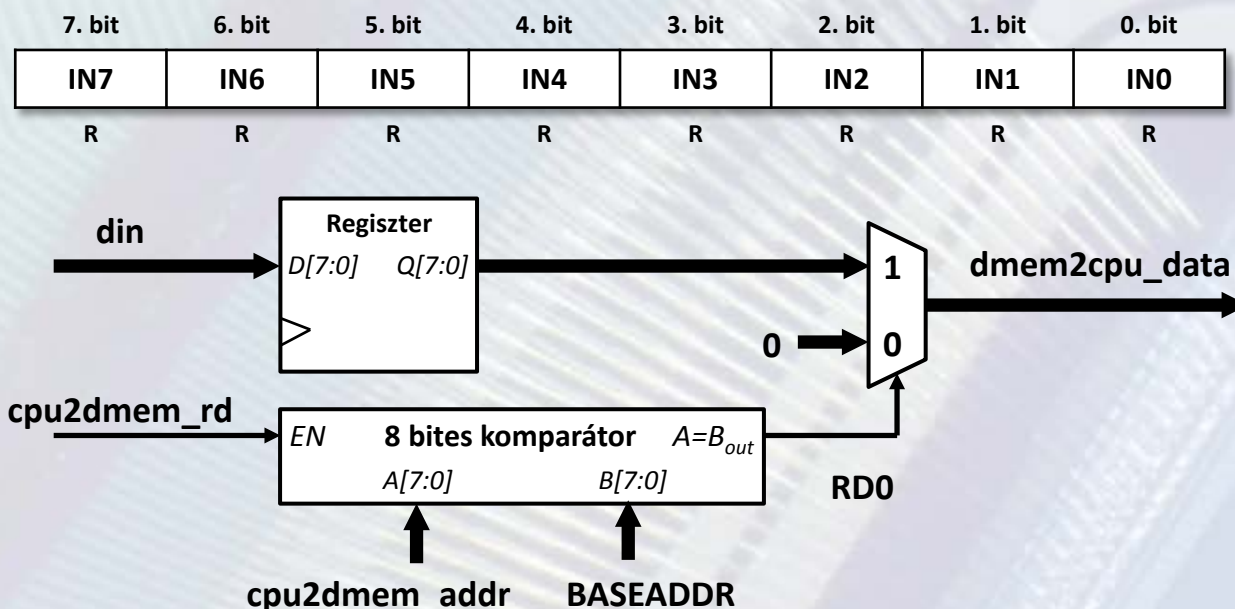 7. bit 6. bit 5. bit 4. bit 3. bit 2. bit 1. bit 0. bit
IN7 IN6 IN5 IN4 IN3 IN2 IN1 IN0
R R R R R R R R
din
Regiszter
D[7:0] Q[7:0]
1
dmem2cpu_data
0
0
cpu2dmem_rd
EN 8 bites komparátor A=Bout
A[7:0] B[7:0]
RD0
cpu2dmem_addr BASEADDR